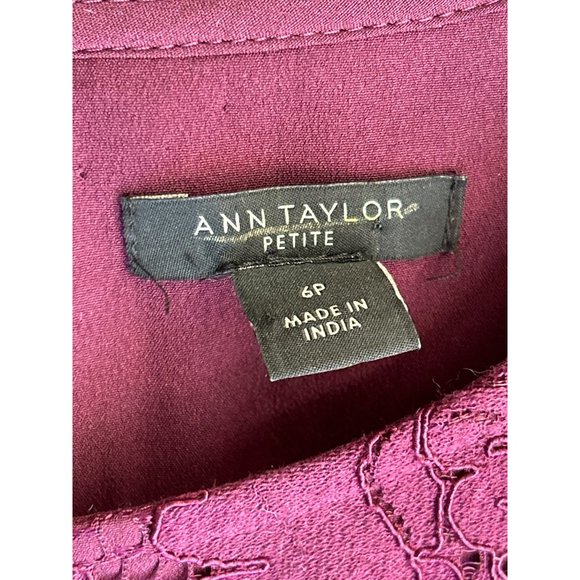 ANN TAYLOR
PETITE
6P
MADE IN
INDIA